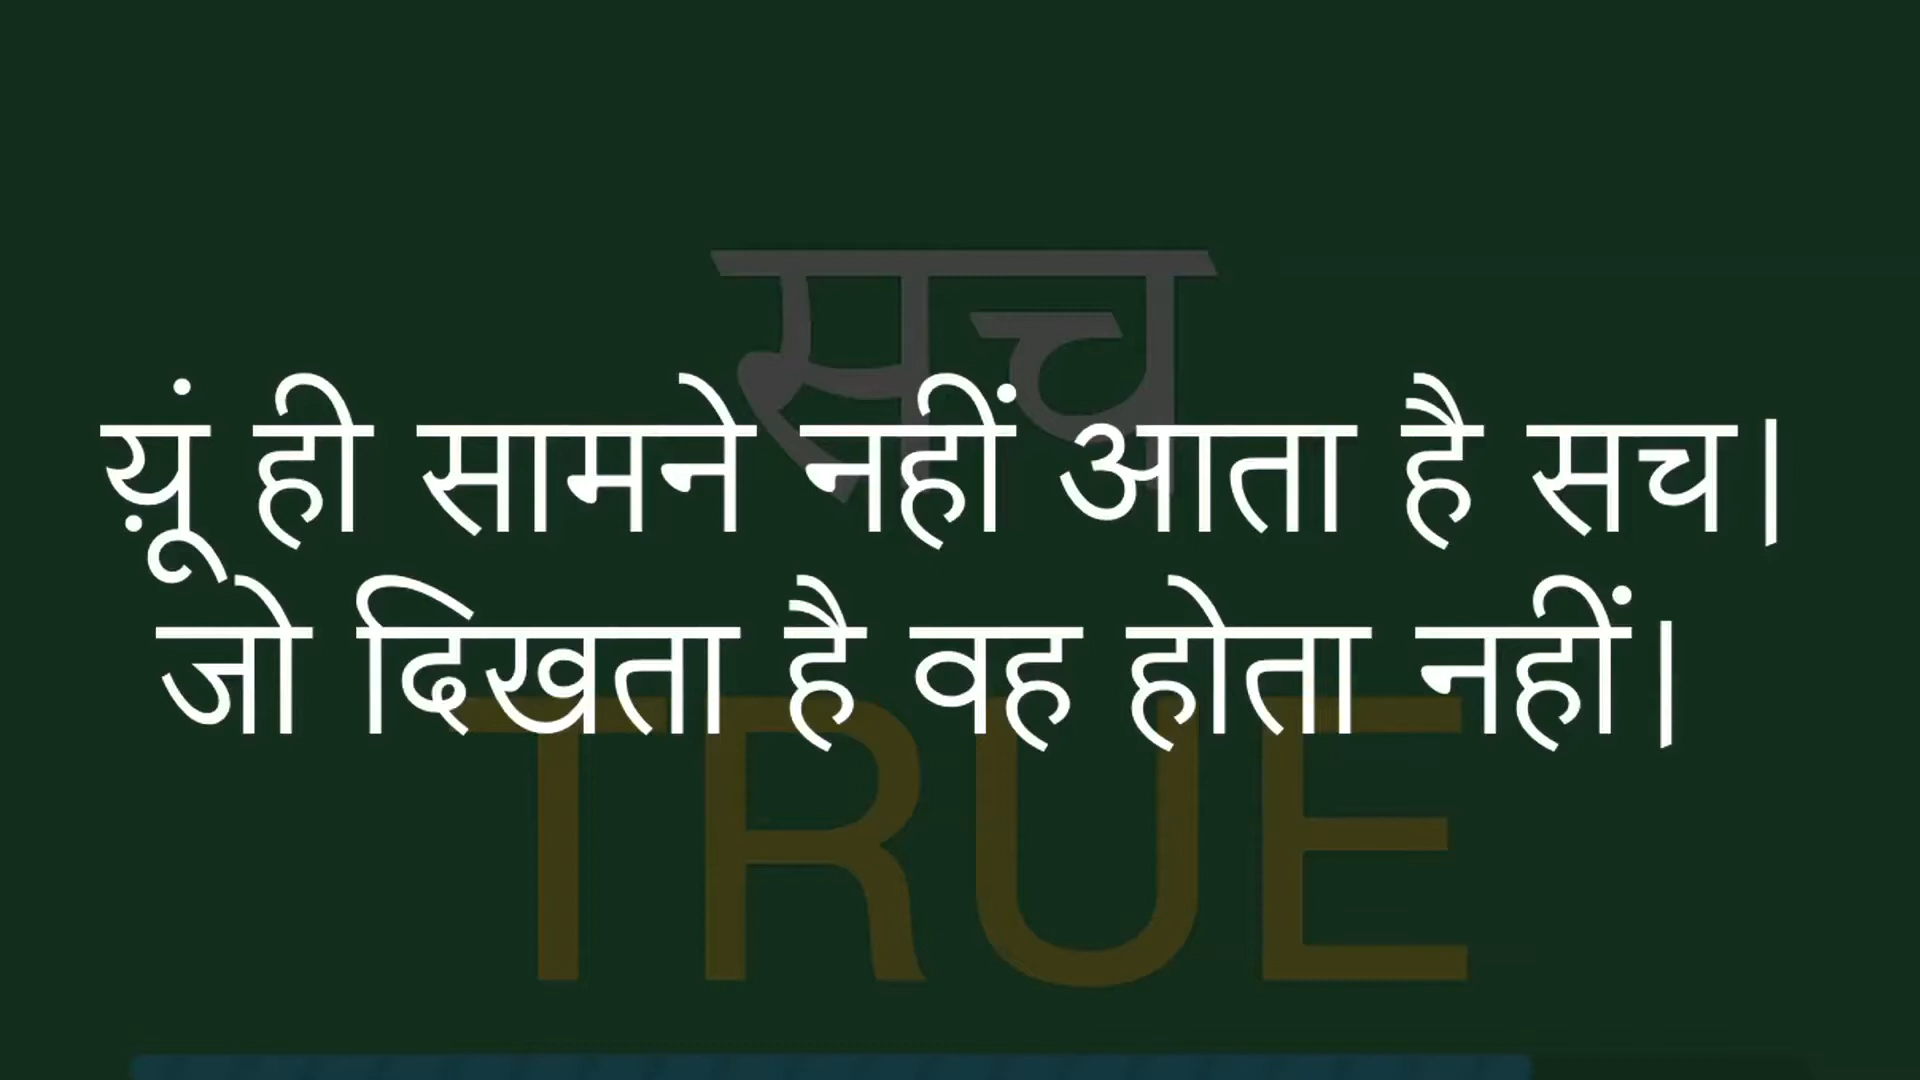 सच
य़ूं ही सामने नहीं आता है सच।
जो दिखता है वह होता नहीं।
TRUE